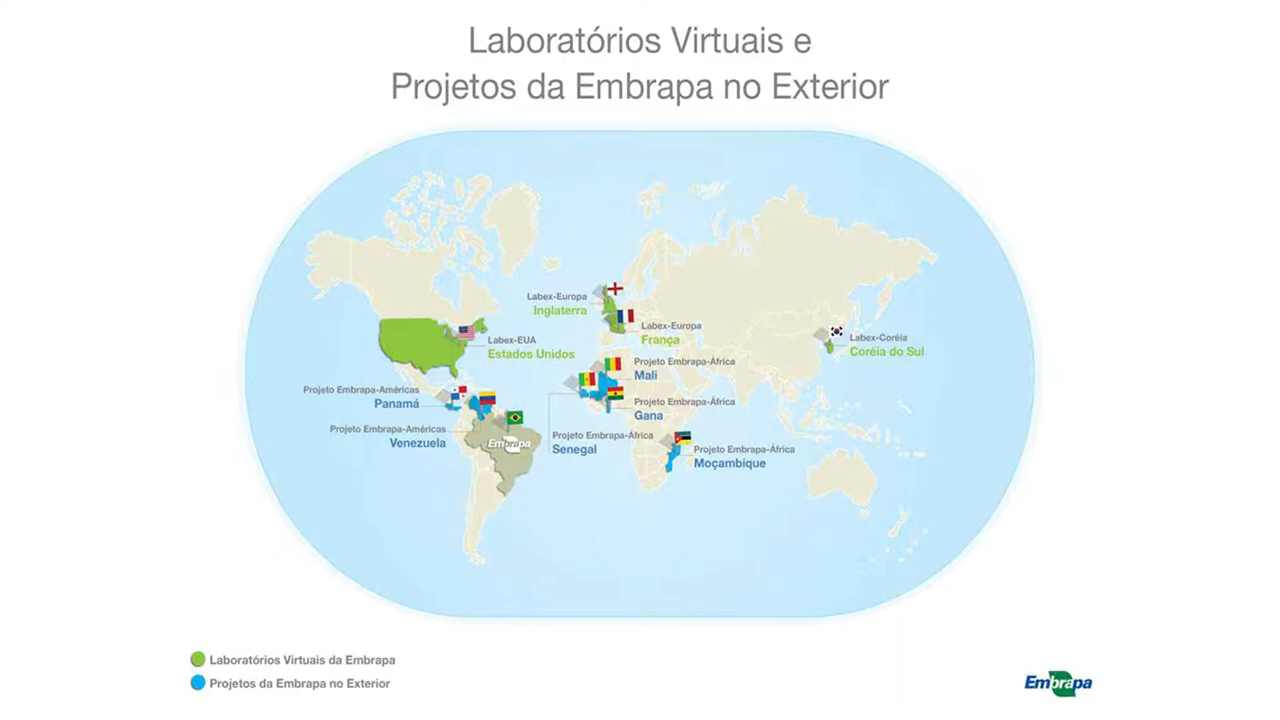 Laboratórios Virtuais e
Projetos da Embrapa no Exterior
Labex-Europa
Inglaterra
Labex-Europa
França
Labex-EUA
Estados Unidos
Labex-Coréia
Coréia do Sul
Projeto Embrapa-África
Mali
Projeto Embrapa-Américas
Panamá
Projeto Embrapa-África
Gana
Projeto Embrapa-Américas
Venezuela
Embrapa
Projeto Embrapa-África
Senegal
Projeto Embrapa-África
Moçambique
Laboratórios Virtuais da Embrapa
Projetos da Embrapa no Exterior
Embrapa